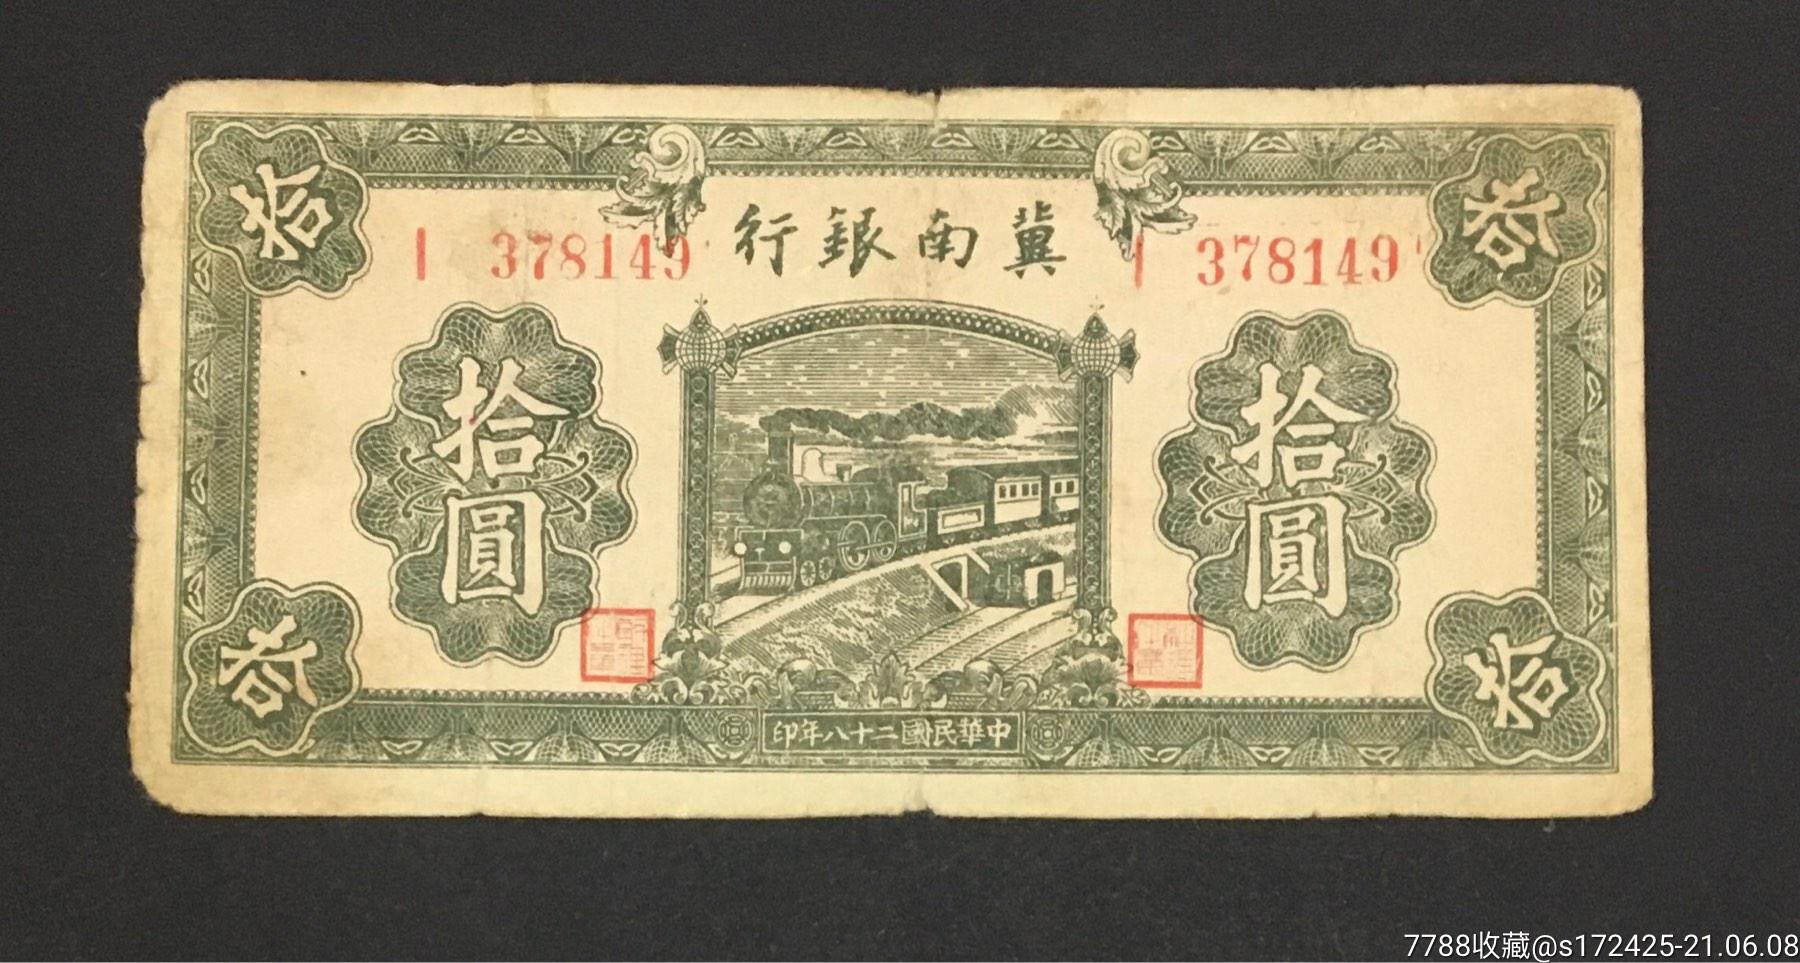 冀南銀行
拾
拾
I 378149
I 378149
拾圓
拾圓
中華民國二十八年印
拾
拾
7788收藏@s172425-21.06.08